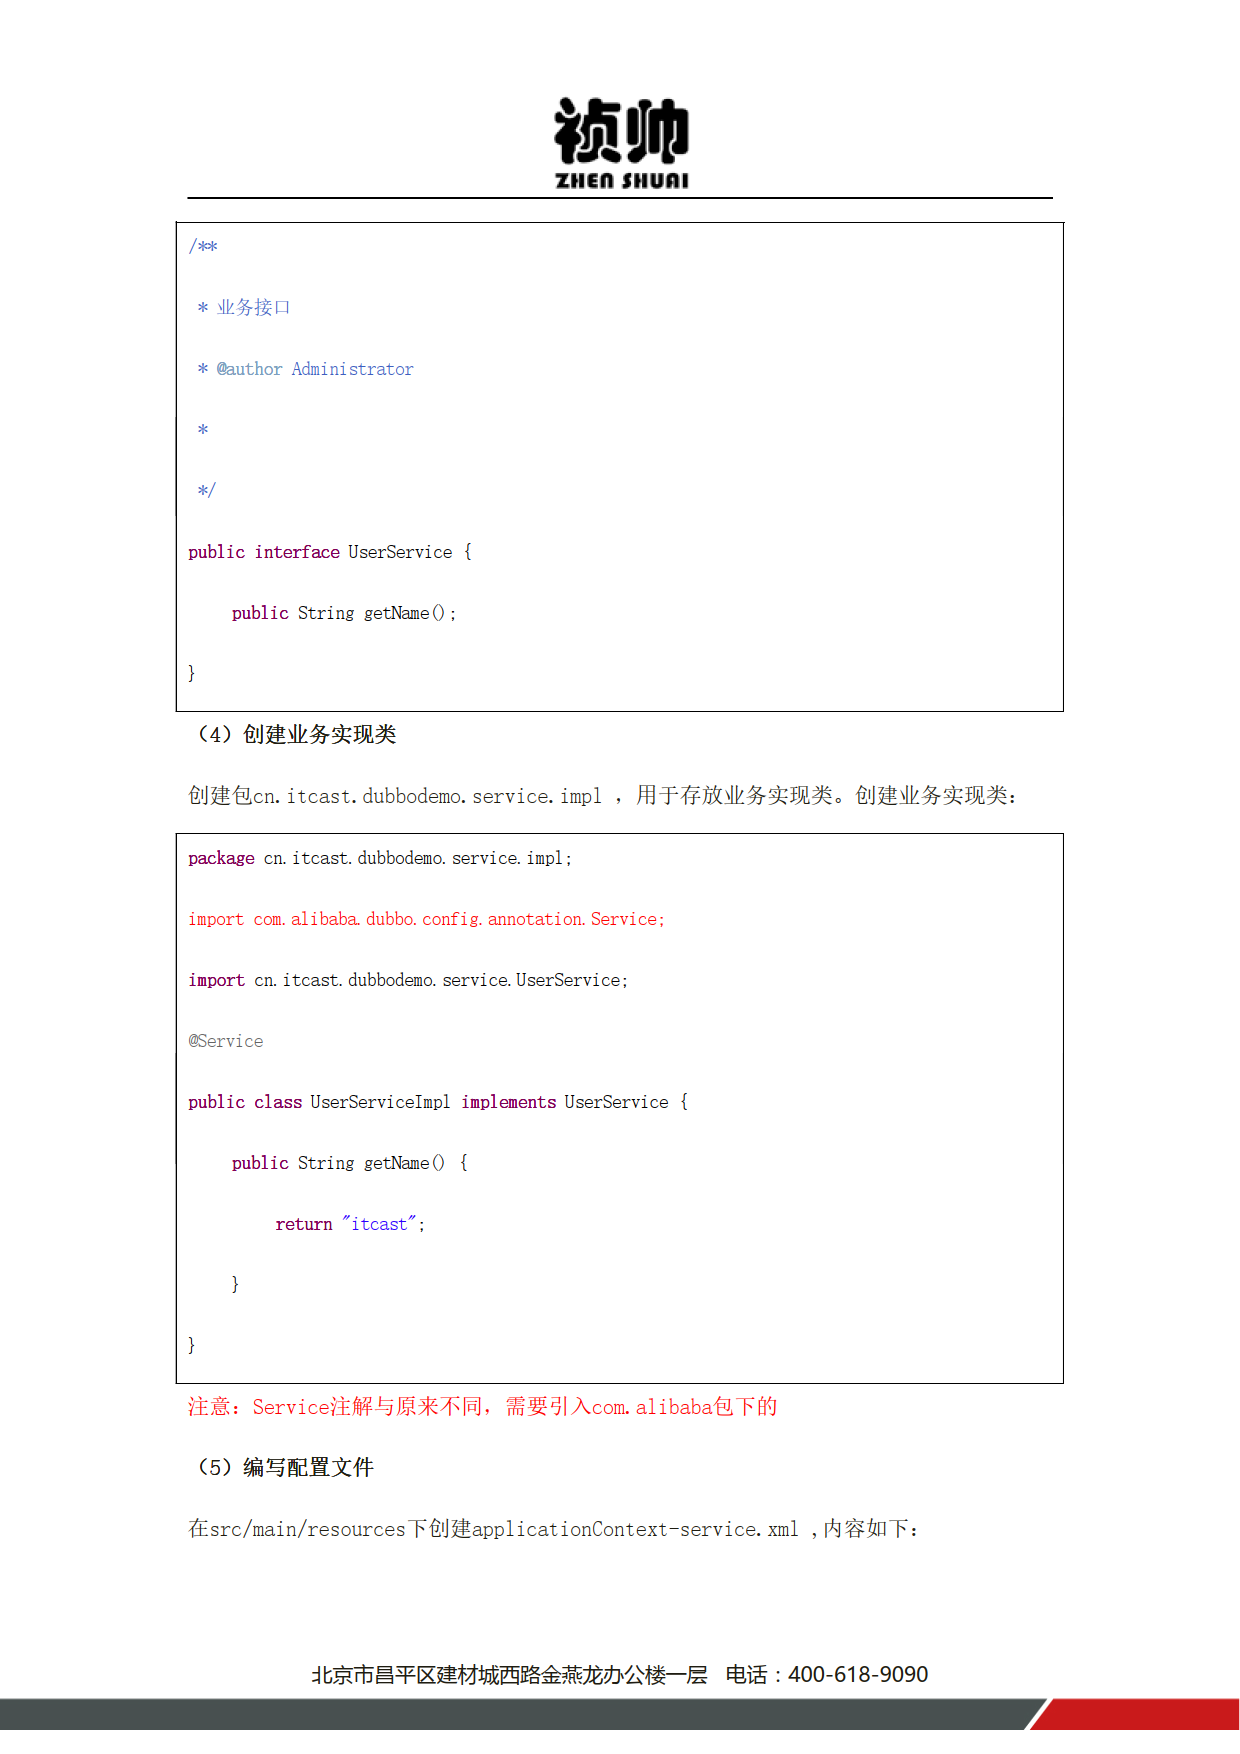 祯帅
ZHEN SHUAI
/**
 * 业务接口
 * @author Administrator
 *
 */
public interface UserService {
    public String getName();
}
（4）创建业务实现类
创建包cn.itcast.dubbodemo.service.impl ，用于存放业务实现类。创建业务实现类：
package cn.itcast.dubbodemo.service.impl;
import com.alibaba.dubbo.config.annotation.Service;
import cn.itcast.dubbodemo.service.UserService;
@Service
public class UserServiceImpl implements UserService {
    public String getName() {
        return "itcast";
    }
}
注意：Service注解与原来不同，需要引入com.alibaba包下的
（5）编写配置文件
在src/main/resources下创建applicationContext-service.xml ,内容如下：
北京市昌平区建材城西路金燕龙办公楼一层   电话：400-618-9090